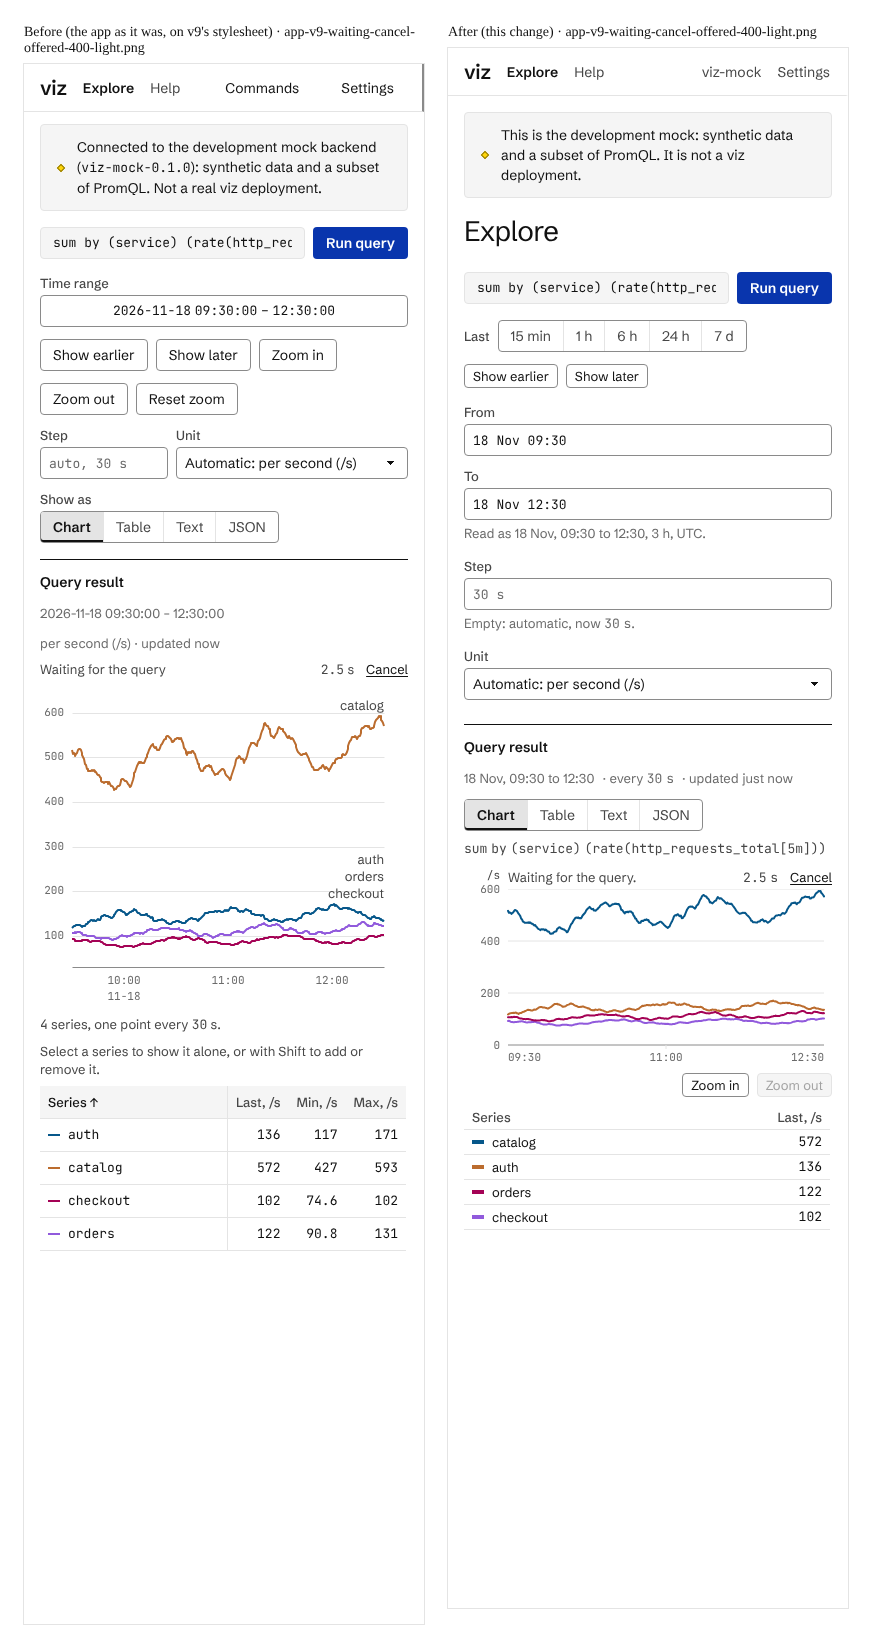 Before (the app as it was, on v9's stylesheet) · app-v9-waiting-cancel-
offered-400-light.png
viz Explore Help Commands Settings
Connected to the development mock backend
(viz-mock-0.1.0): synthetic data and a subset
of PromQL. Not a real viz deployment.
sum by (service) (rate(http_rec Run query
Time range
2026-11-18 09:30:00 – 12:30:00
Show earlier Show later Zoom in
Zoom out Reset zoom
Step Unit
auto, 30 s Automatic: per second (/s)
Show as
Chart Table Text JSON
Query result
2026-11-18 09:30:00 – 12:30:00
per second (/s) · updated now
Waiting for the query 2.5 s Cancel
catalog
600
500
400
300
auth
orders
200 checkout
100
10:00 11:00 12:00
11-18
4 series, one point every 30 s.
Select a series to show it alone, or with Shift to add or
remove it.
Series ↑ Last, /s Min, /s Max, /s
auth 136 117 171
catalog 572 427 593
checkout 102 74.6 102
orders 122 90.8 131
After (this change) · app-v9-waiting-cancel-offered-400-light.png
viz Explore Help viz-mock Settings
This is the development mock: synthetic data
and a subset of PromQL. It is not a viz
deployment.
Explore
sum by (service) (rate(http_rec Run query
Last 15 min 1 h 6 h 24 h 7 d
Show earlier Show later
From
18 Nov 09:30
To
18 Nov 12:30
Read as 18 Nov, 09:30 to 12:30, 3 h, UTC.
Step
30 s
Empty: automatic, now 30 s.
Unit
Automatic: per second (/s)
Query result
18 Nov, 09:30 to 12:30 · every 30 s · updated just now
Chart Table Text JSON
sum by (service) (rate(http_requests_total[5m]))
/s Waiting for the query. 2.5 s Cancel
600
400
200
0
09:30 11:00 12:30
Zoom in Zoom out
Series Last, /s
catalog 572
auth 136
orders 122
checkout 102